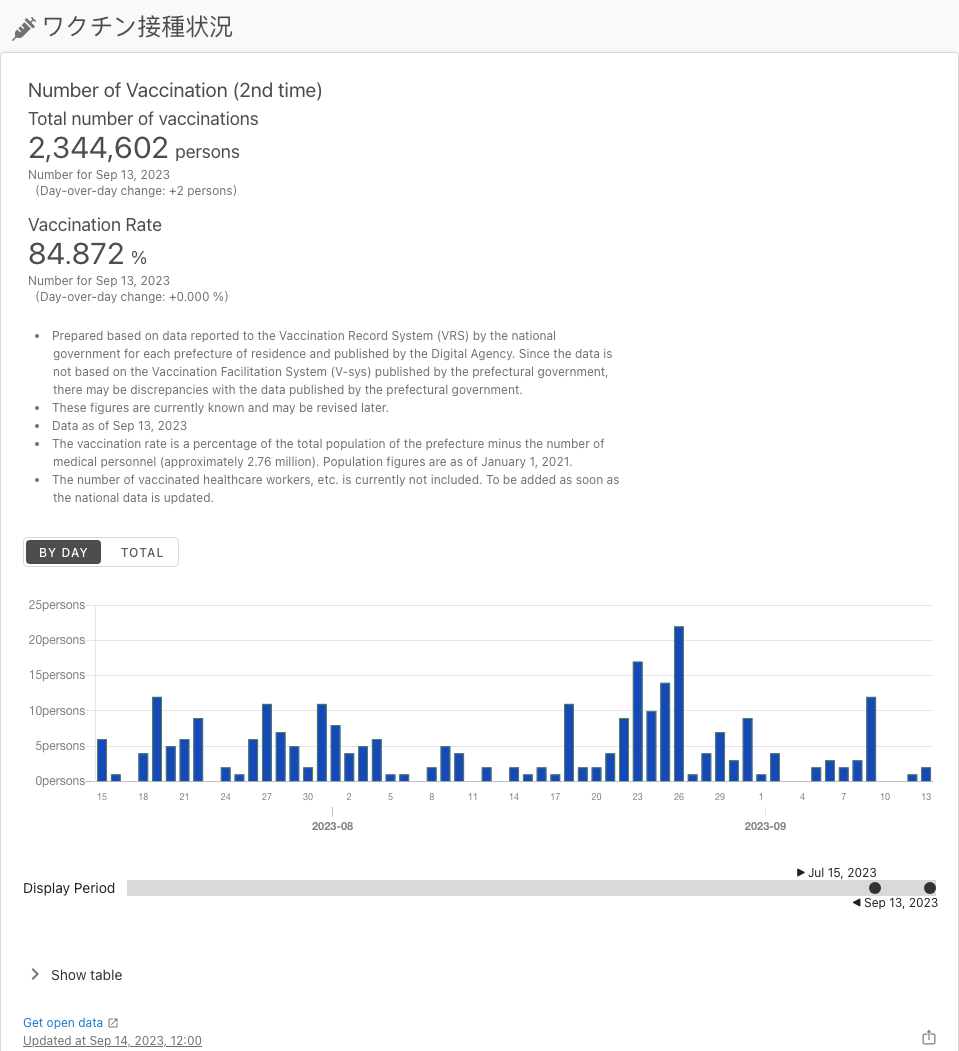 ワクチン接種状況
Number of Vaccination (2nd time)
Total number of vaccinations
2,344,602 persons
Number for Sep 13, 2023
(Day-over-day change: +2 persons)
Vaccination Rate
84.872 %
Number for Sep 13, 2023
(Day-over-day change: +0.000 %)
• Prepared based on data reported to the Vaccination Record System (VRS) by the national
government for each prefecture of residence and published by the Digital Agency. Since the data is
not based on the Vaccination Facilitation System (V-sys) published by the prefectural government,
there may be discrepancies with the data published by the prefectural government.
• These figures are currently known and may be revised later.
• Data as of Sep 13, 2023
• The vaccination rate is a percentage of the total population of the prefecture minus the number of
medical personnel (approximately 2.76 million). Population figures are as of January 1, 2021.
• The number of vaccinated healthcare workers, etc. is currently not included. To be added as soon as
the national data is updated.
BY DAY TOTAL
25persons
20persons
15persons
10persons
5persons
0persons
15 18 21 24 27 30 2 5 8 11 14 17 20 23 26 29 1 4 7 10 13
2023-08 2023-09
▶ Jul 15, 2023
Display Period
◀ Sep 13, 2023
Show table
Get open data
Updated at Sep 14, 2023, 12:00